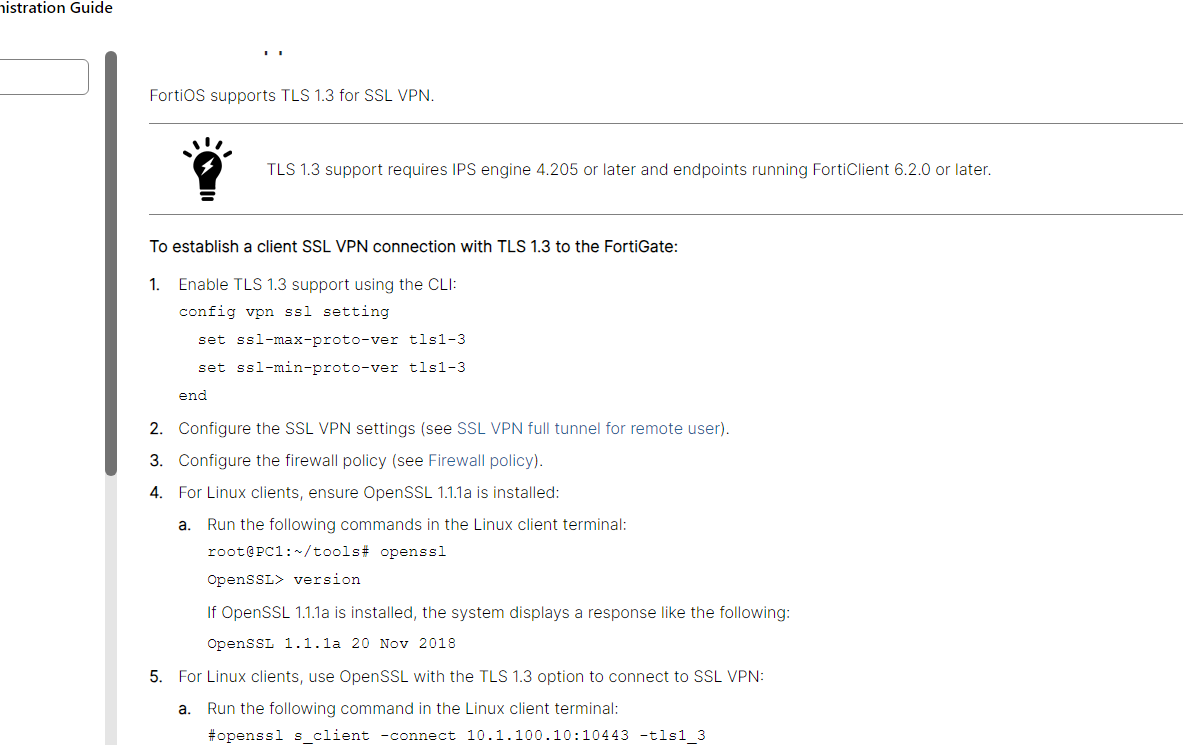 nistration Guide
FortiOS supports TLS 1.3 for SSL VPN.
TLS 1.3 support requires IPS engine 4.205 or later and endpoints running FortiClient 6.2.0 or later.
To establish a client SSL VPN connection with TLS 1.3 to the FortiGate:
1. Enable TLS 1.3 support using the CLI:
config vpn ssl setting
set ssl-max-proto-ver tls1-3
set ssl-min-proto-ver tls1-3
end
2. Configure the SSL VPN settings (see SSL VPN full tunnel for remote user).
3. Configure the firewall policy (see Firewall policy).
4. For Linux clients, ensure OpenSSL 1.1.1a is installed:
a. Run the following commands in the Linux client terminal:
root@PC1:~/tools# openssl
OpenSSL> version
If OpenSSL 1.1.1a is installed, the system displays a response like the following:
OpenSSL 1.1.1a 20 Nov 2018
5. For Linux clients, use OpenSSL with the TLS 1.3 option to connect to SSL VPN:
a. Run the following command in the Linux client terminal:
#openssl s_client -connect 10.1.100.10:10443 -tls1_3